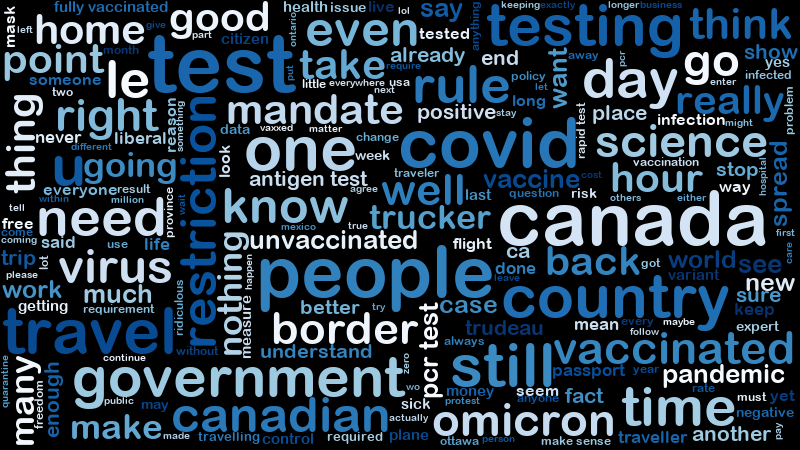 fully vaccinated
health issue live
lol
say
keeping exactly
longer business
mask
left
home
give
part
good
citizen
ontario
even
tested
anything
testing
think
month
point
someone
le
test
put
take
already
require
end
policy
let
want
away
pcr
go
show
yes
infected
two
little everywhere usa
next
rule
long
day
really
enter
problem
thing
right
reason
something
restriction
mandate
positive
stay
rapid test
place
infection
might
never
liberal
data
vaxxed
matter
change
covid
science
different
u
going
look
one
week
vaccination
stop
hospital
spread
everyone
result
antigen test
traveler
vaccine
cost
hour
way
within
million
agree
well
last
question
risk
others
either
tell
free
need
province
wait
know
trucker
canada
first
come
coming
said
use
life
mexico
true
unvaccinated
flight
ca
trip
lot
virus
nothing
happen
people
done
leave
back
got
world
see
care
please
work
much
ridiculous
measure
variant
new
getting
requirement
better
try
case
country
sure
keep
travel
border
pcr test
trudeau
mean
every
maybe
follow
expert
without
understand
always
still
vaccinated
quarantine
many
freedom
continue
enough
government
zero
money
seem
passport
year
pandemic
public
may
wo
sick
protest
anyone
fact
rate
must
yet
make
canadian
actually
omicron
time
negative
made
travelling
control
required
plane
ottawa
person
make sense
traveller
another
pay